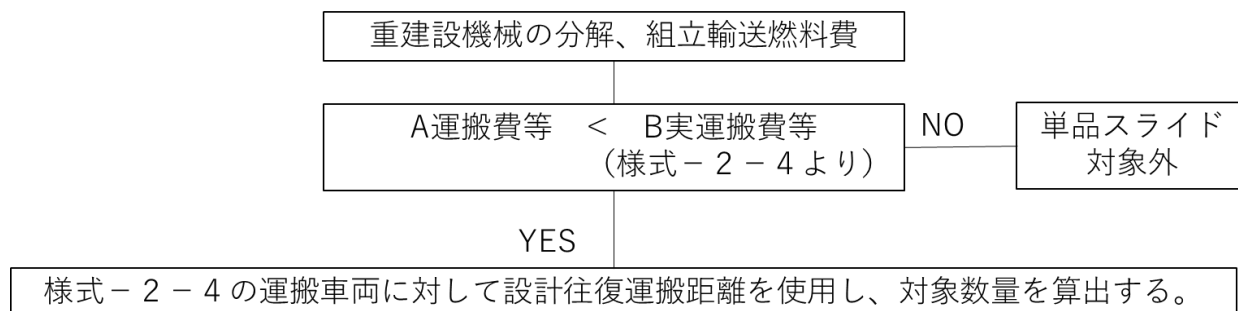 重建設機械の分解、組立輸送燃料費
A運搬費等　<　B実運搬費等
（様式－２－４より）
NO
単品スライド
対象外
YES
様式－２－４の運搬車両に対して設計往復運搬距離を使用し、対象数量を算出する。